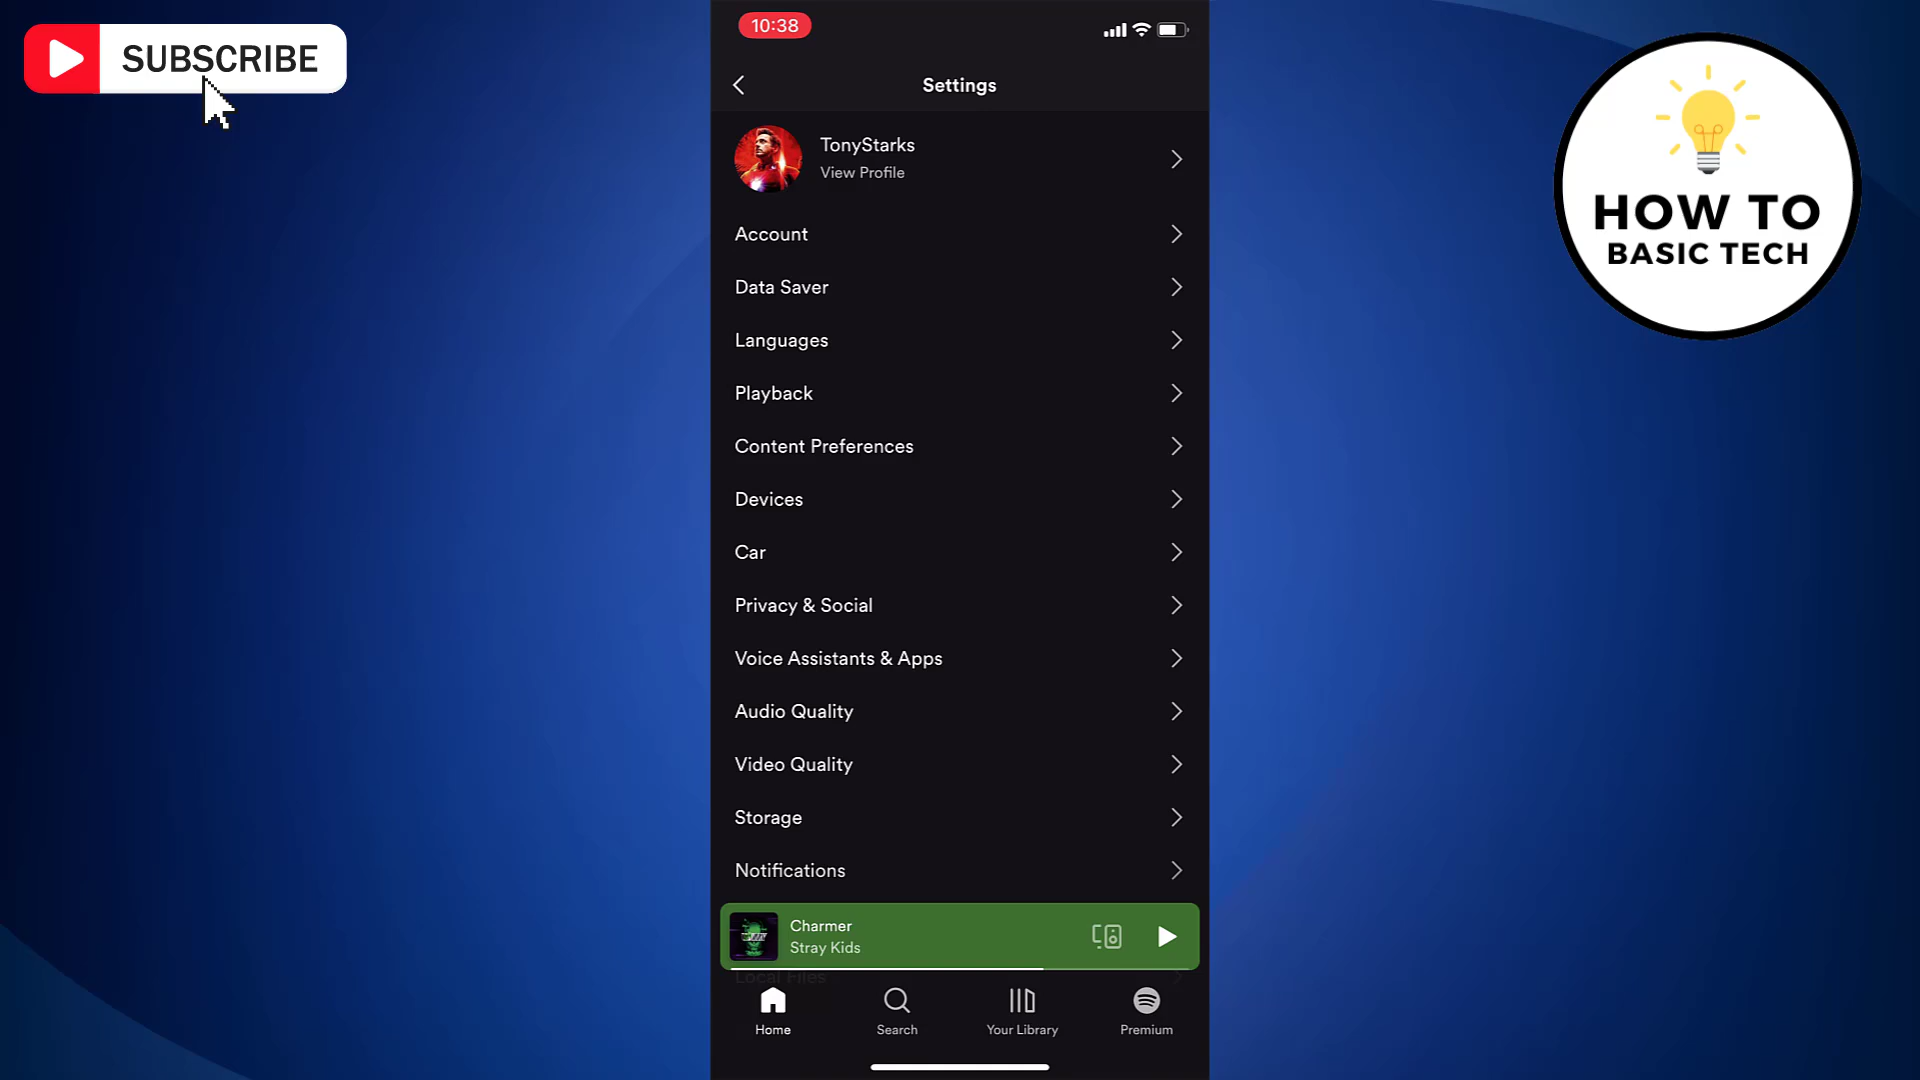 SUBSCRIBE
10:38
Settings
HOW TO
BASIC TECH
TonyStarks
View Profile
Account
Data Saver
Languages
Playback
Content Preferences
Devices
Car
Privacy & Social
Voice Assistants & Apps
Audio Quality
Video Quality
Storage
Notifications
Charmer
Stray Kids
Local Files
Home
Search
Your Library
Premium